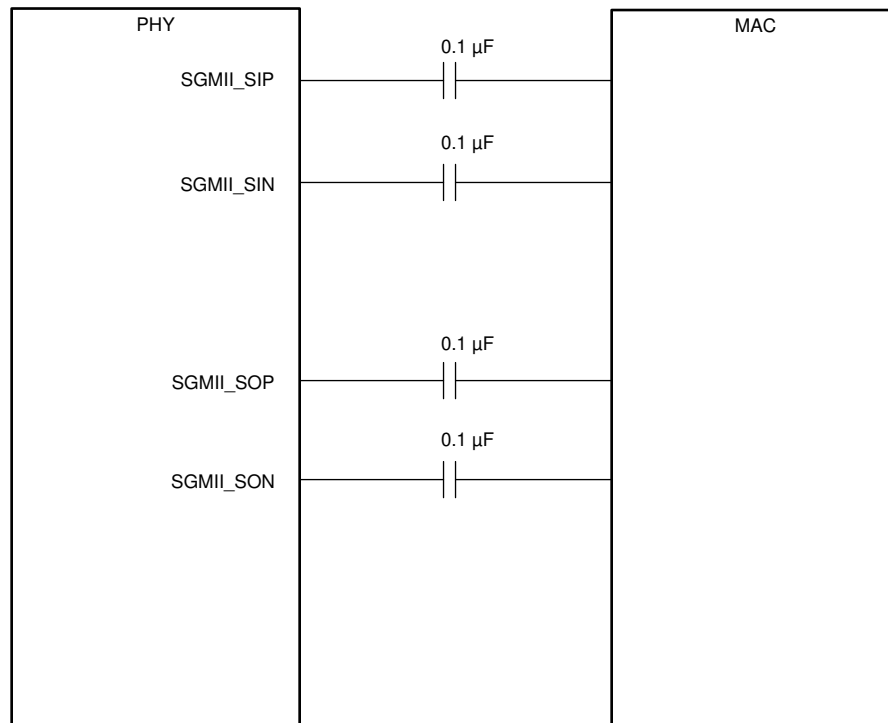 PHY
MAC
0.1 µF
SGMII_SIP
0.1 µF
SGMII_SIN
0.1 µF
SGMII_SOP
0.1 µF
SGMII_SON